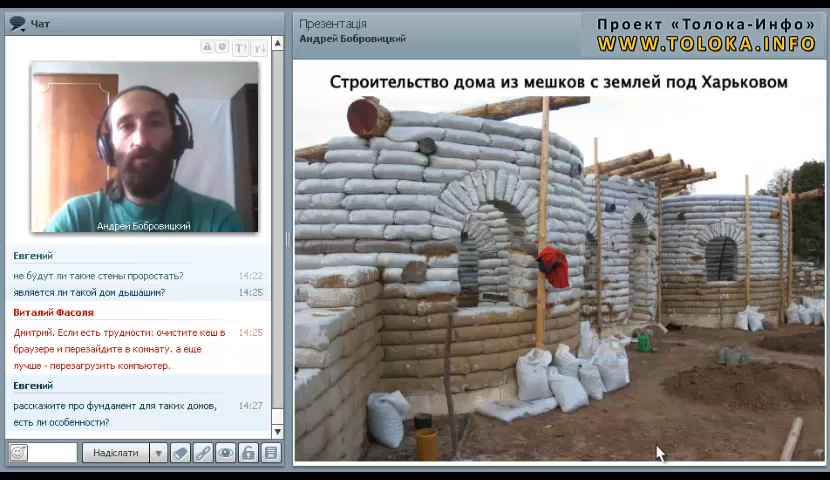 Чат
Презентація
Андрей Бобровицкий
Проект «Толока-Инфо»
WWW.TOLOKA.INFO
Строительство дома из мешков с землей под Харьковом
Андрей Бобровицкий
Евгений
не будут ли такие стены проростать? 14:22
является ли такой дом дышашим? 14:25
Виталий Фасоля
Дмитрий. Если есть трудности: очистите кеш в 14:25
браузере и перезайдите в комнату. а еще
лучше - перезагрузить компьютер.
Евгений
расскажите про фундамент для таких домов, 14:27
есть ли особенности?
Надіслати